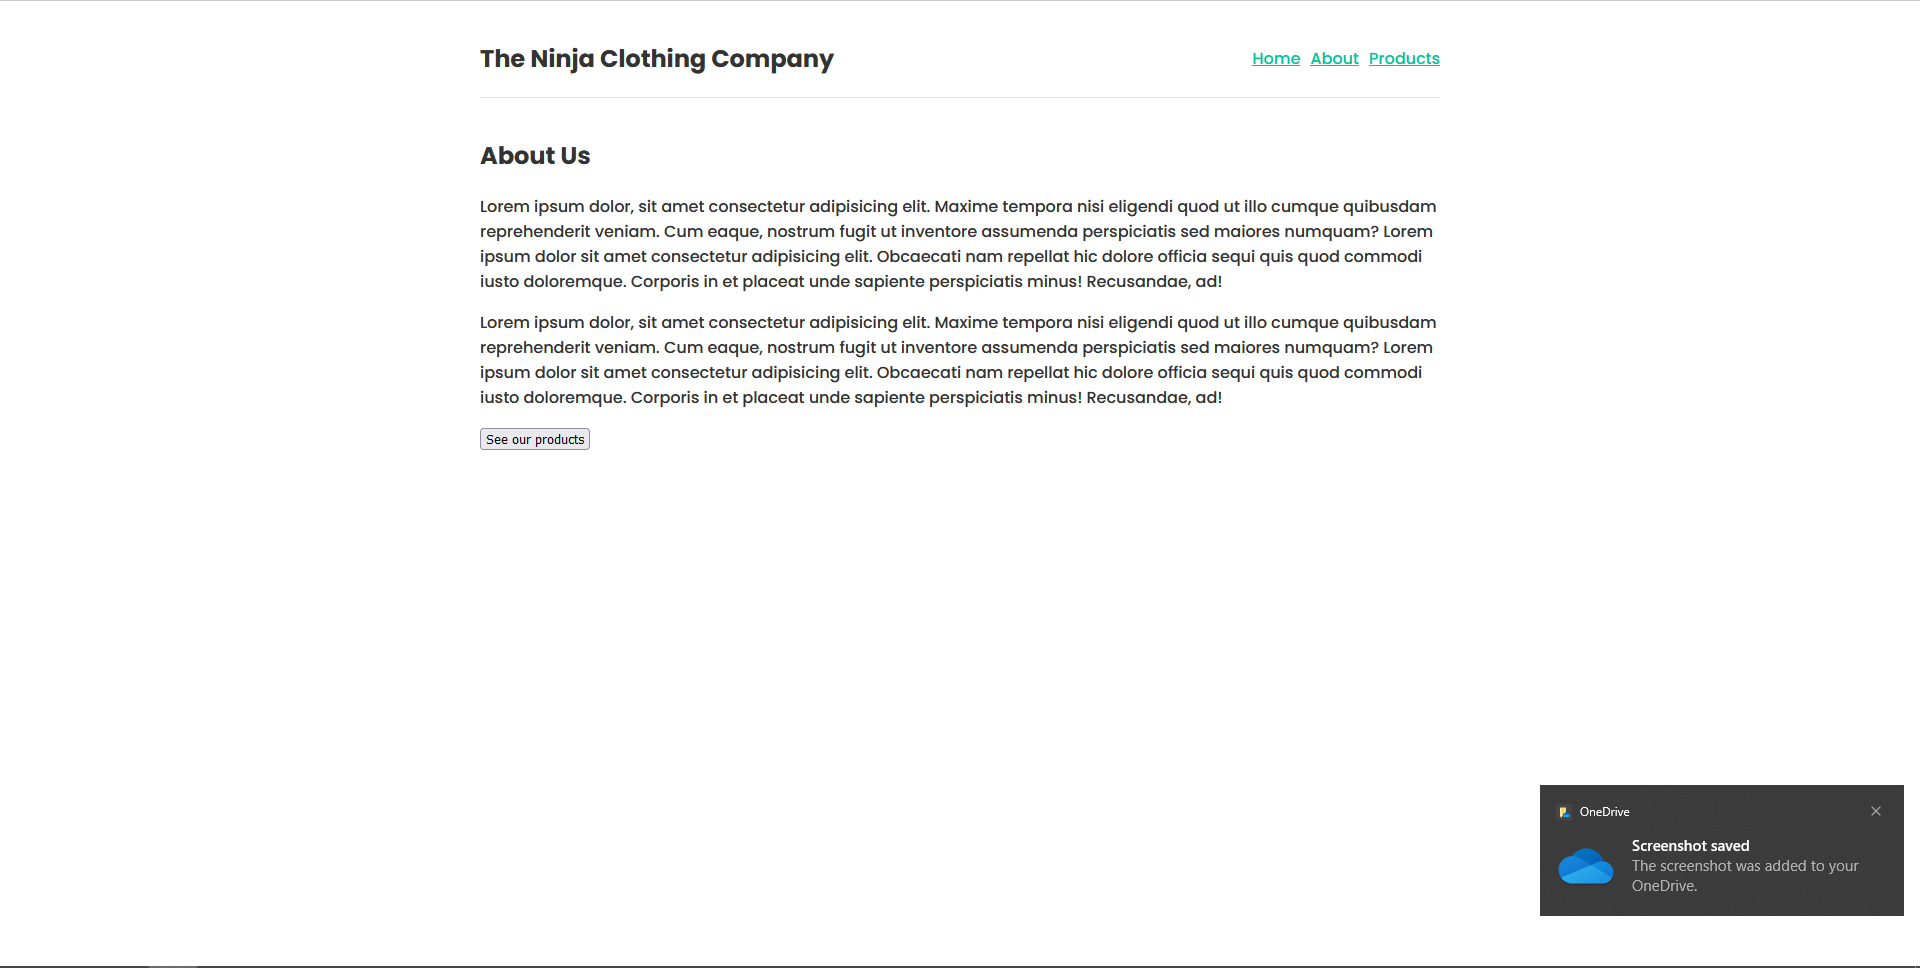 The Ninja Clothing Company
Home About Products
About Us
Lorem ipsum dolor, sit amet consectetur adipisicing elit. Maxime tempora nisi eligendi quod ut illo cumque quibusdam
reprehenderit veniam. Cum eaque, nostrum fugit ut inventore assumenda perspiciatis sed maiores numquam? Lorem
ipsum dolor sit amet consectetur adipisicing elit. Obcaecati nam repellat hic dolore officia sequi quis quod commodi
iusto doloremque. Corporis in et placeat unde sapiente perspiciatis minus! Recusandae, ad!
Lorem ipsum dolor, sit amet consectetur adipisicing elit. Maxime tempora nisi eligendi quod ut illo cumque quibusdam
reprehenderit veniam. Cum eaque, nostrum fugit ut inventore assumenda perspiciatis sed maiores numquam? Lorem
ipsum dolor sit amet consectetur adipisicing elit. Obcaecati nam repellat hic dolore officia sequi quis quod commodi
iusto doloremque. Corporis in et placeat unde sapiente perspiciatis minus! Recusandae, ad!
See our products
OneDrive
Screenshot saved
The screenshot was added to your
OneDrive.